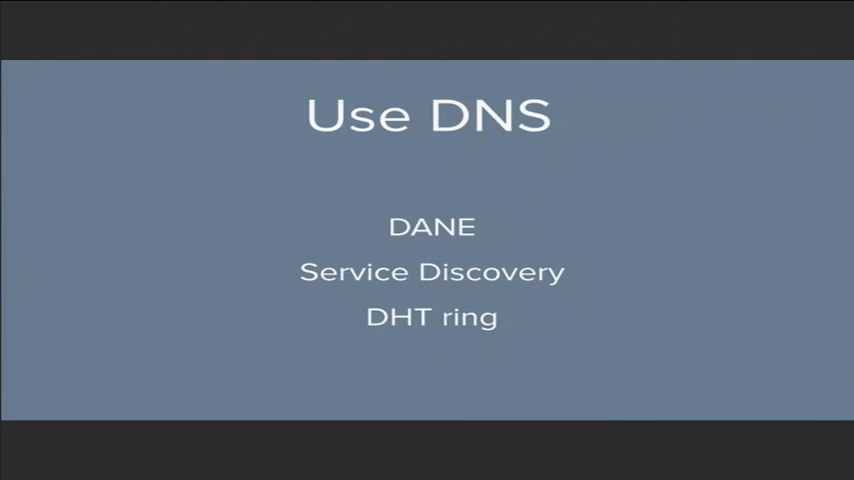 Use DNS
DANE
Service Discovery
DHT ring